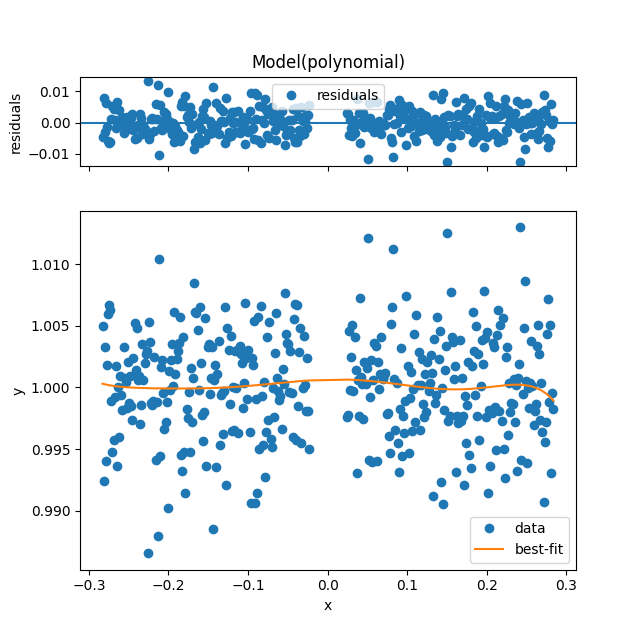 Model(polynomial)
0.01
0.00
−0.01
residuals
residuals
1.010
1.005
1.000
0.995
0.990
y
data
best-fit
−0.3 −0.2 −0.1 0.0 0.1 0.2 0.3
x